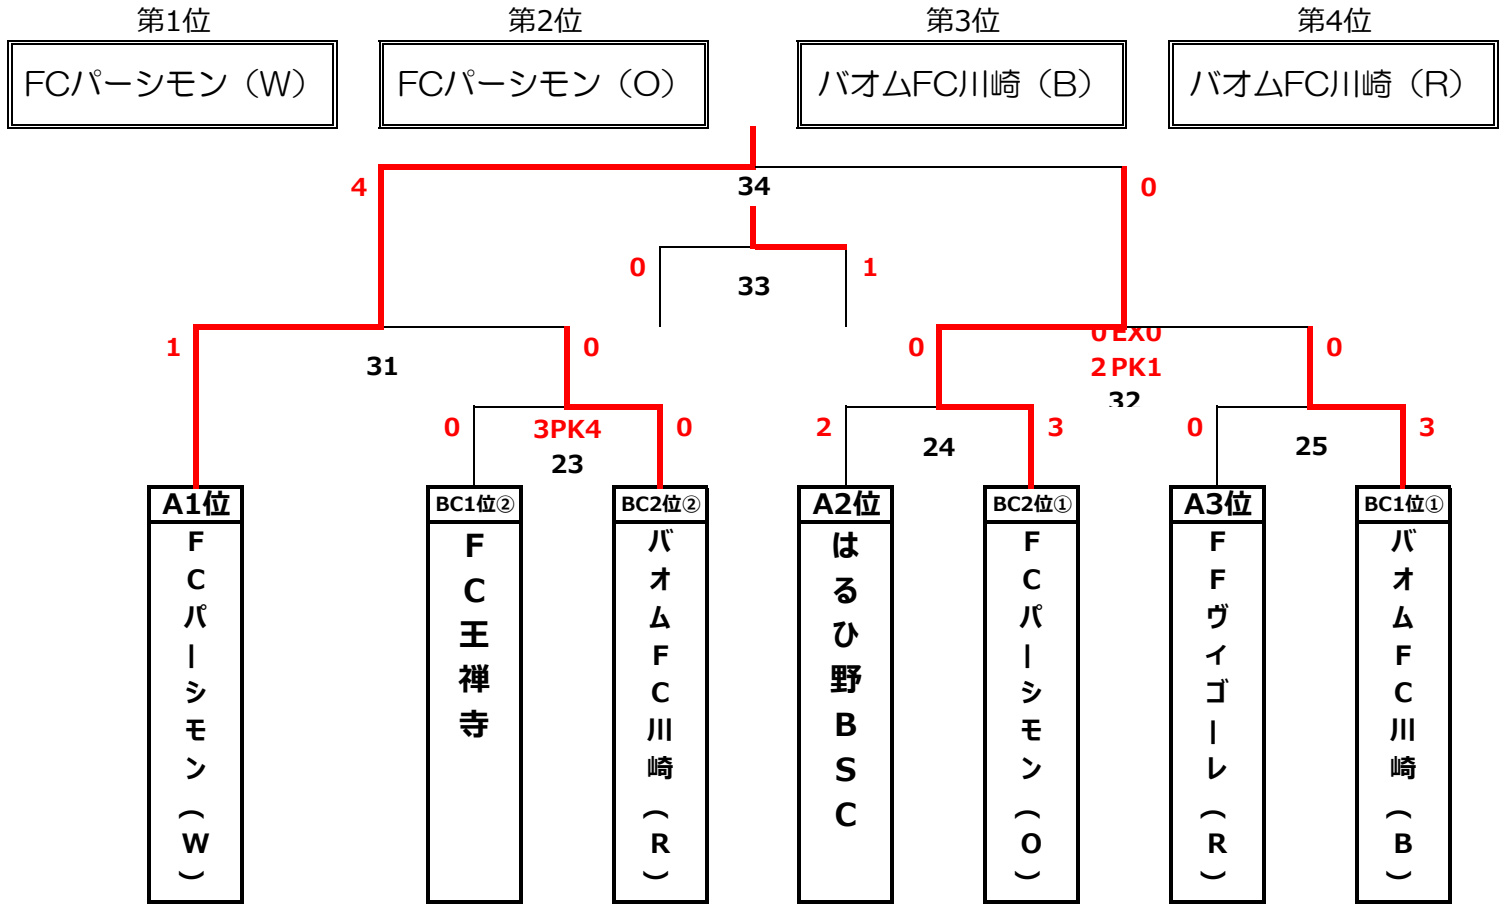 第1位 第2位 第3位 第4位
FCパーシモン（W） FCパーシモン（O） バオムFC川崎（B） バオムFC川崎（R）
4 34 0
0 33 1
1 31 0 0 0 EX0 0
2 PK1
32
0 3PK4 0 2 24 3 0 25 3
23
A1位 BC1位② BC2位② A2位 BC2位① A3位 BC1位①
FCパーシモン（W）
FC王禅寺
バオムFC川崎（R）
はるひ野BSC
FCパーシモン（O）
FFヴィゴーレ（R）
バオムFC川崎（B）